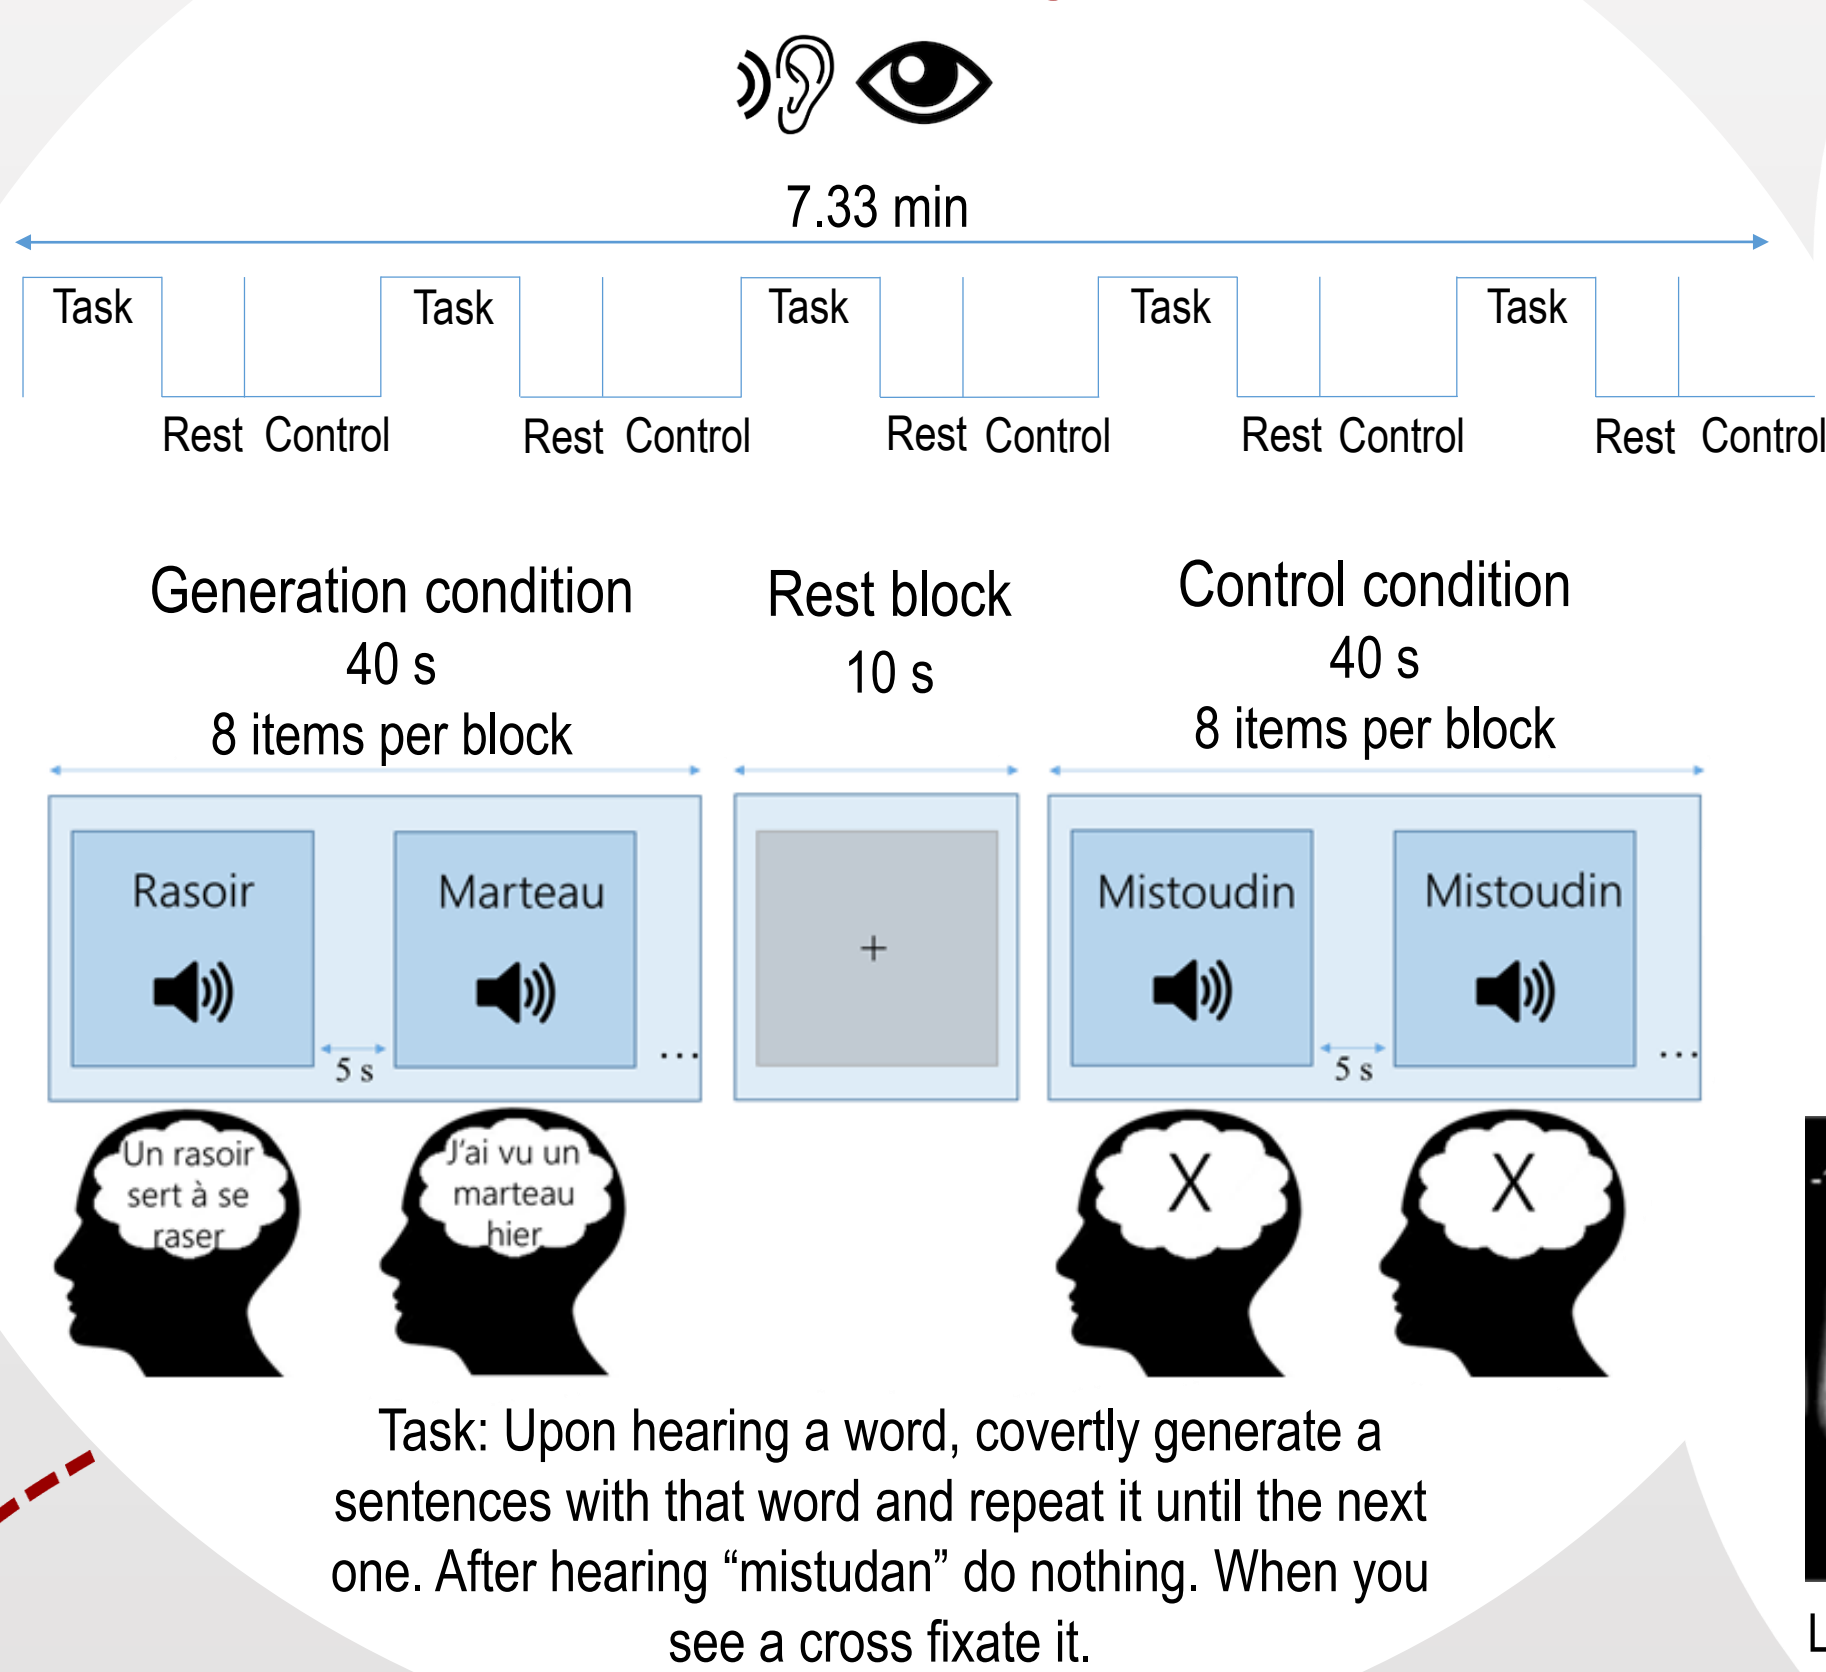 7.33 min
Task Task Task Task Task
Rest Control Rest Control Rest Control Rest Control Rest Control
Generation condition
40 s
8 items per block
Rest block
10 s
Control condition
40 s
8 items per block
Rasoir
Marteau
5 s
...
+
Mistoudin
Mistoudin
5 s
...
Un rasoir
sert à se
raser
J'ai vu un
marteau
hier
X
X
Task: Upon hearing a word, covertly generate a
sentences with that word and repeat it until the next
one. After hearing “mistudan” do nothing. When you
see a cross fixate it.
L